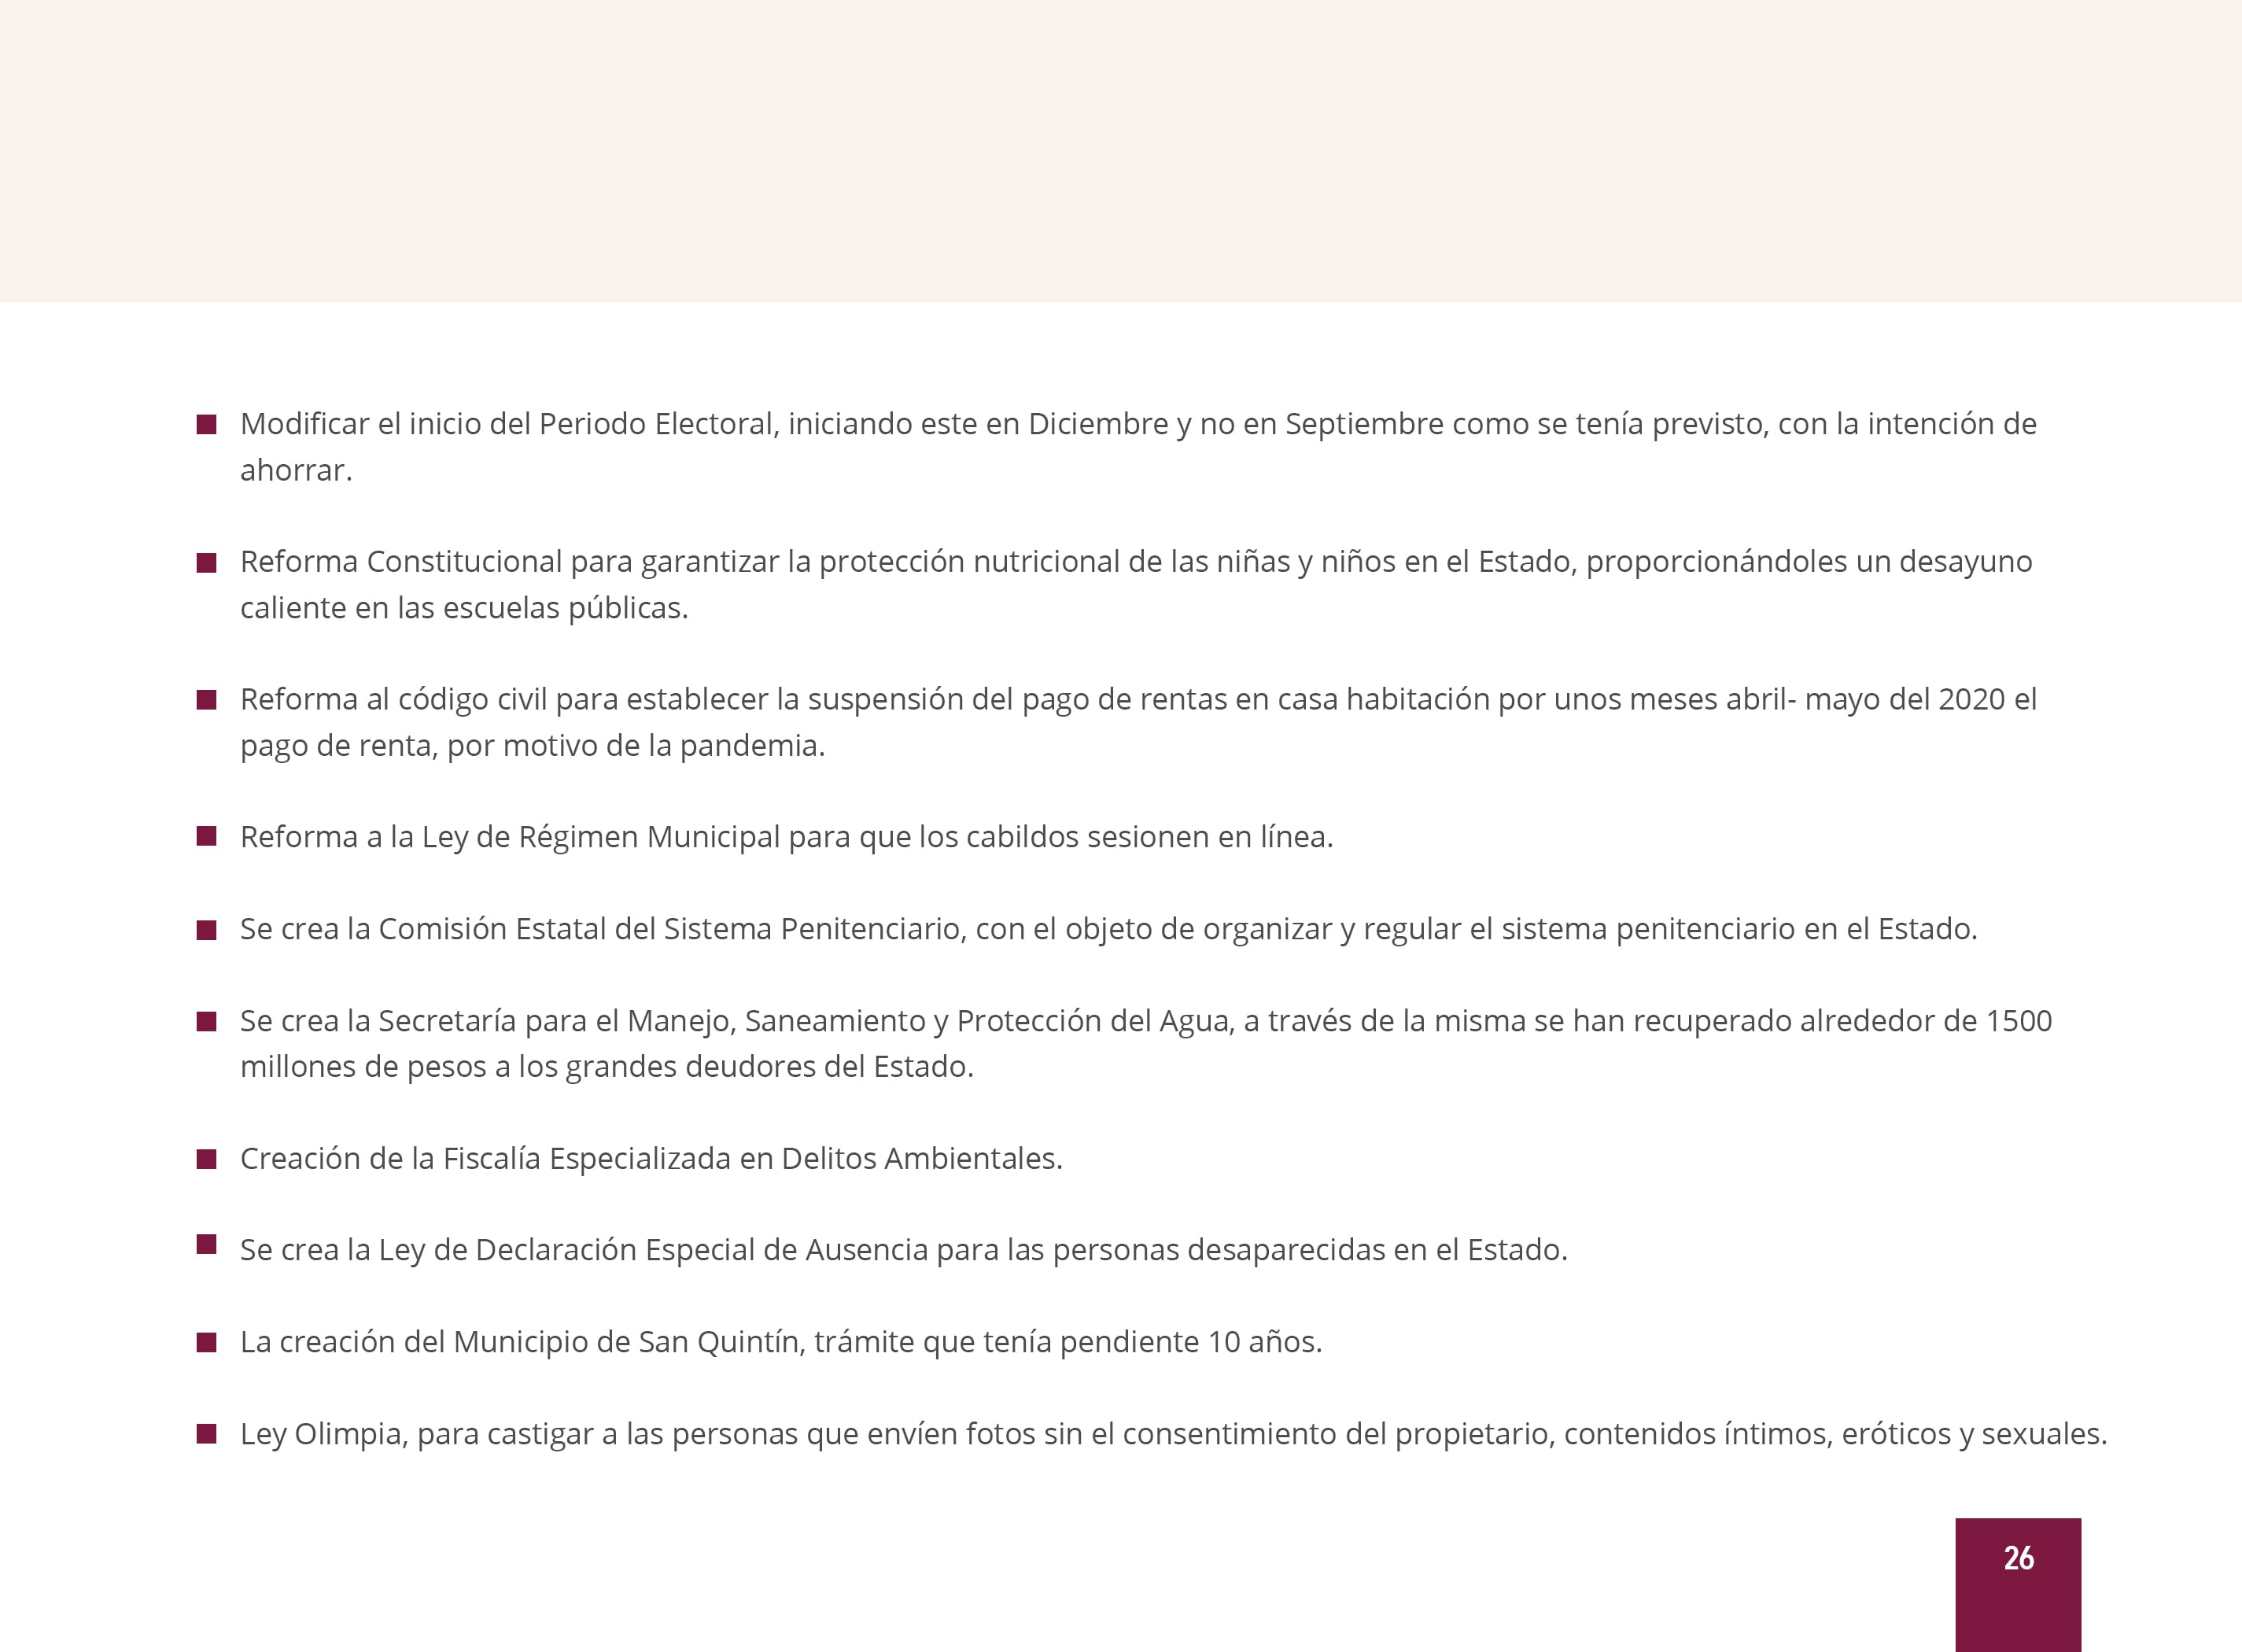 Modificar el inicio del Periodo Electoral, iniciando este en Diciembre y no en Septiembre como se tenía previsto, con la intención de
ahorrar.
Reforma Constitucional para garantizar la protección nutricional de las niñas y niños en el Estado, proporcionándoles un desayuno
caliente en las escuelas públicas.
Reforma al código civil para establecer la suspensión del pago de rentas en casa habitación por unos meses abril- mayo del 2020 el
pago de renta, por motivo de la pandemia.
Reforma a la Ley de Régimen Municipal para que los cabildos sesionen en línea.
Se crea la Comisión Estatal del Sistema Penitenciario, con el objeto de organizar y regular el sistema penitenciario en el Estado.
Se crea la Secretaría para el Manejo, Saneamiento y Protección del Agua, a través de la misma se han recuperado alrededor de 1500
millones de pesos a los grandes deudores del Estado.
Creación de la Fiscalía Especializada en Delitos Ambientales.
Se crea la Ley de Declaración Especial de Ausencia para las personas desaparecidas en el Estado.
La creación del Municipio de San Quintín, trámite que tenía pendiente 10 años.
Ley Olimpia, para castigar a las personas que envíen fotos sin el consentimiento del propietario, contenidos íntimos, eróticos y sexuales.
26